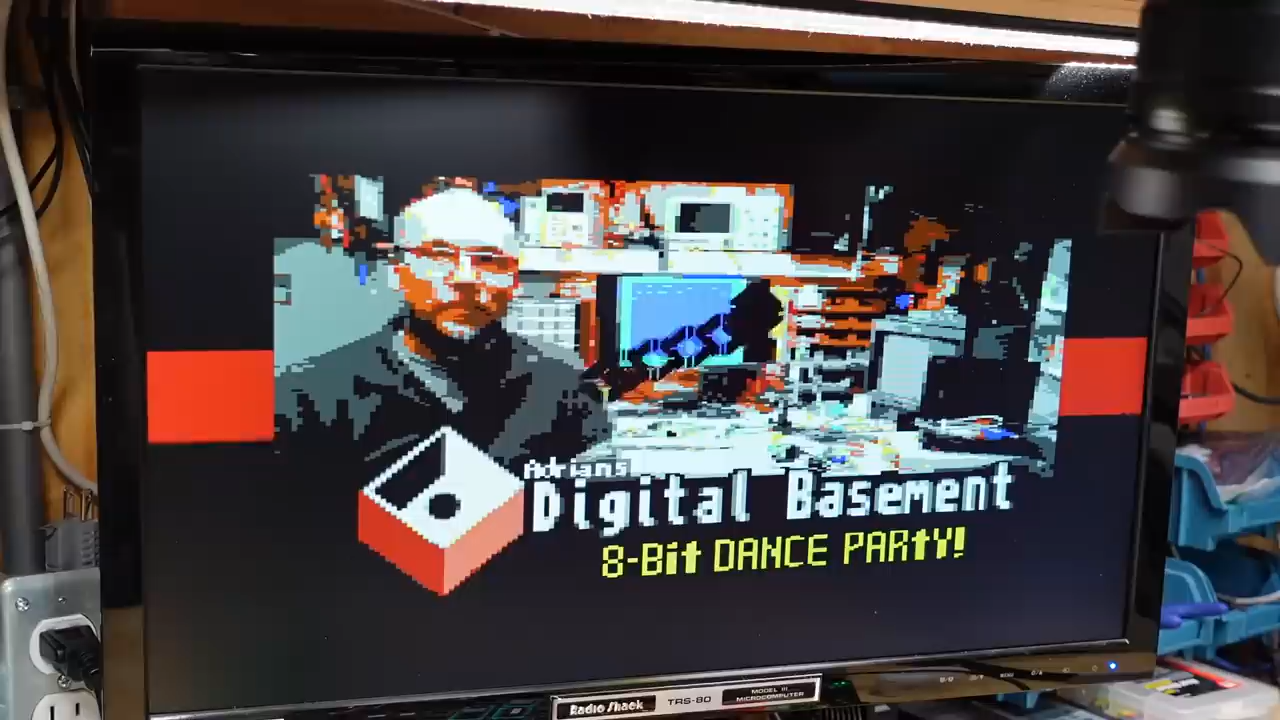 Adrians
Digital Basement
8-Bit DANCE PARtY!
Radio Shack TRS-80 MODEL III MICROCOMPUTER